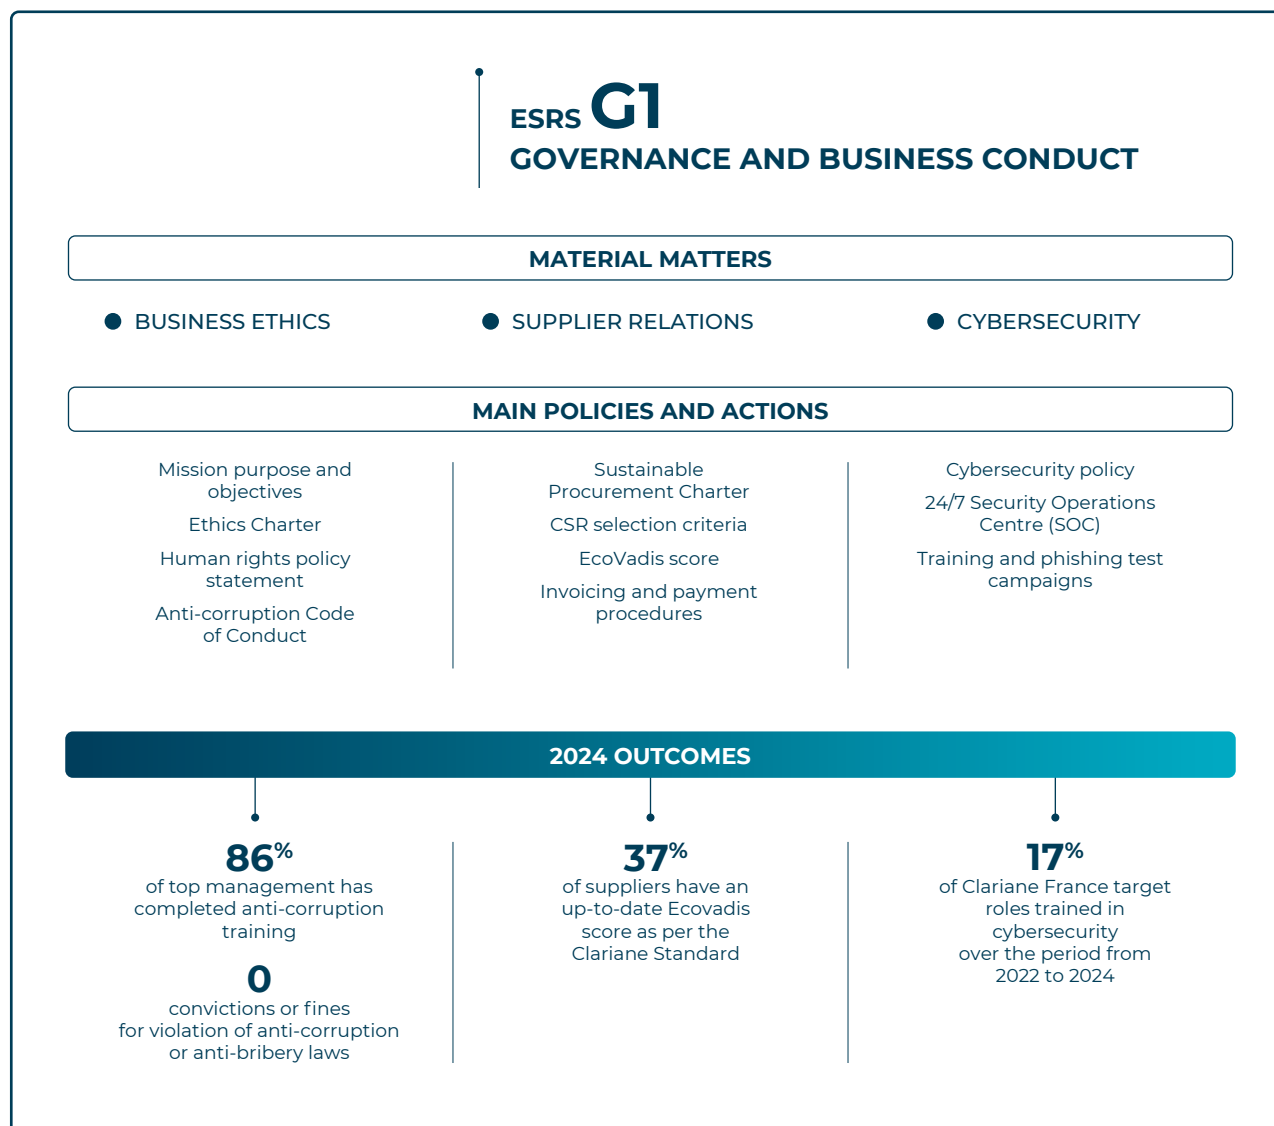 ESRS G1
GOVERNANCE AND BUSINESS CONDUCT
MATERIAL MATTERS
BUSINESS ETHICS
SUPPLIER RELATIONS
CYBERSECURITY
MAIN POLICIES AND ACTIONS
Mission purpose and
objectives
Ethics Charter
Human rights policy
statement
Anti-corruption Code
of Conduct
Sustainable
Procurement Charter
CSR selection criteria
EcoVadis score
Invoicing and payment
procedures
Cybersecurity policy
24/7 Security Operations
Centre (SOC)
Training and phishing test
campaigns
2024 OUTCOMES
86%
of top management has
completed anti-corruption
training
0
convictions or fines
for violation of anti-corruption
or anti-bribery laws
37%
of suppliers have an
up-to-date Ecovadis
score as per the
Clariane Standard
17%
of Clariane France target
roles trained in
cybersecurity
over the period from
2022 to 2024